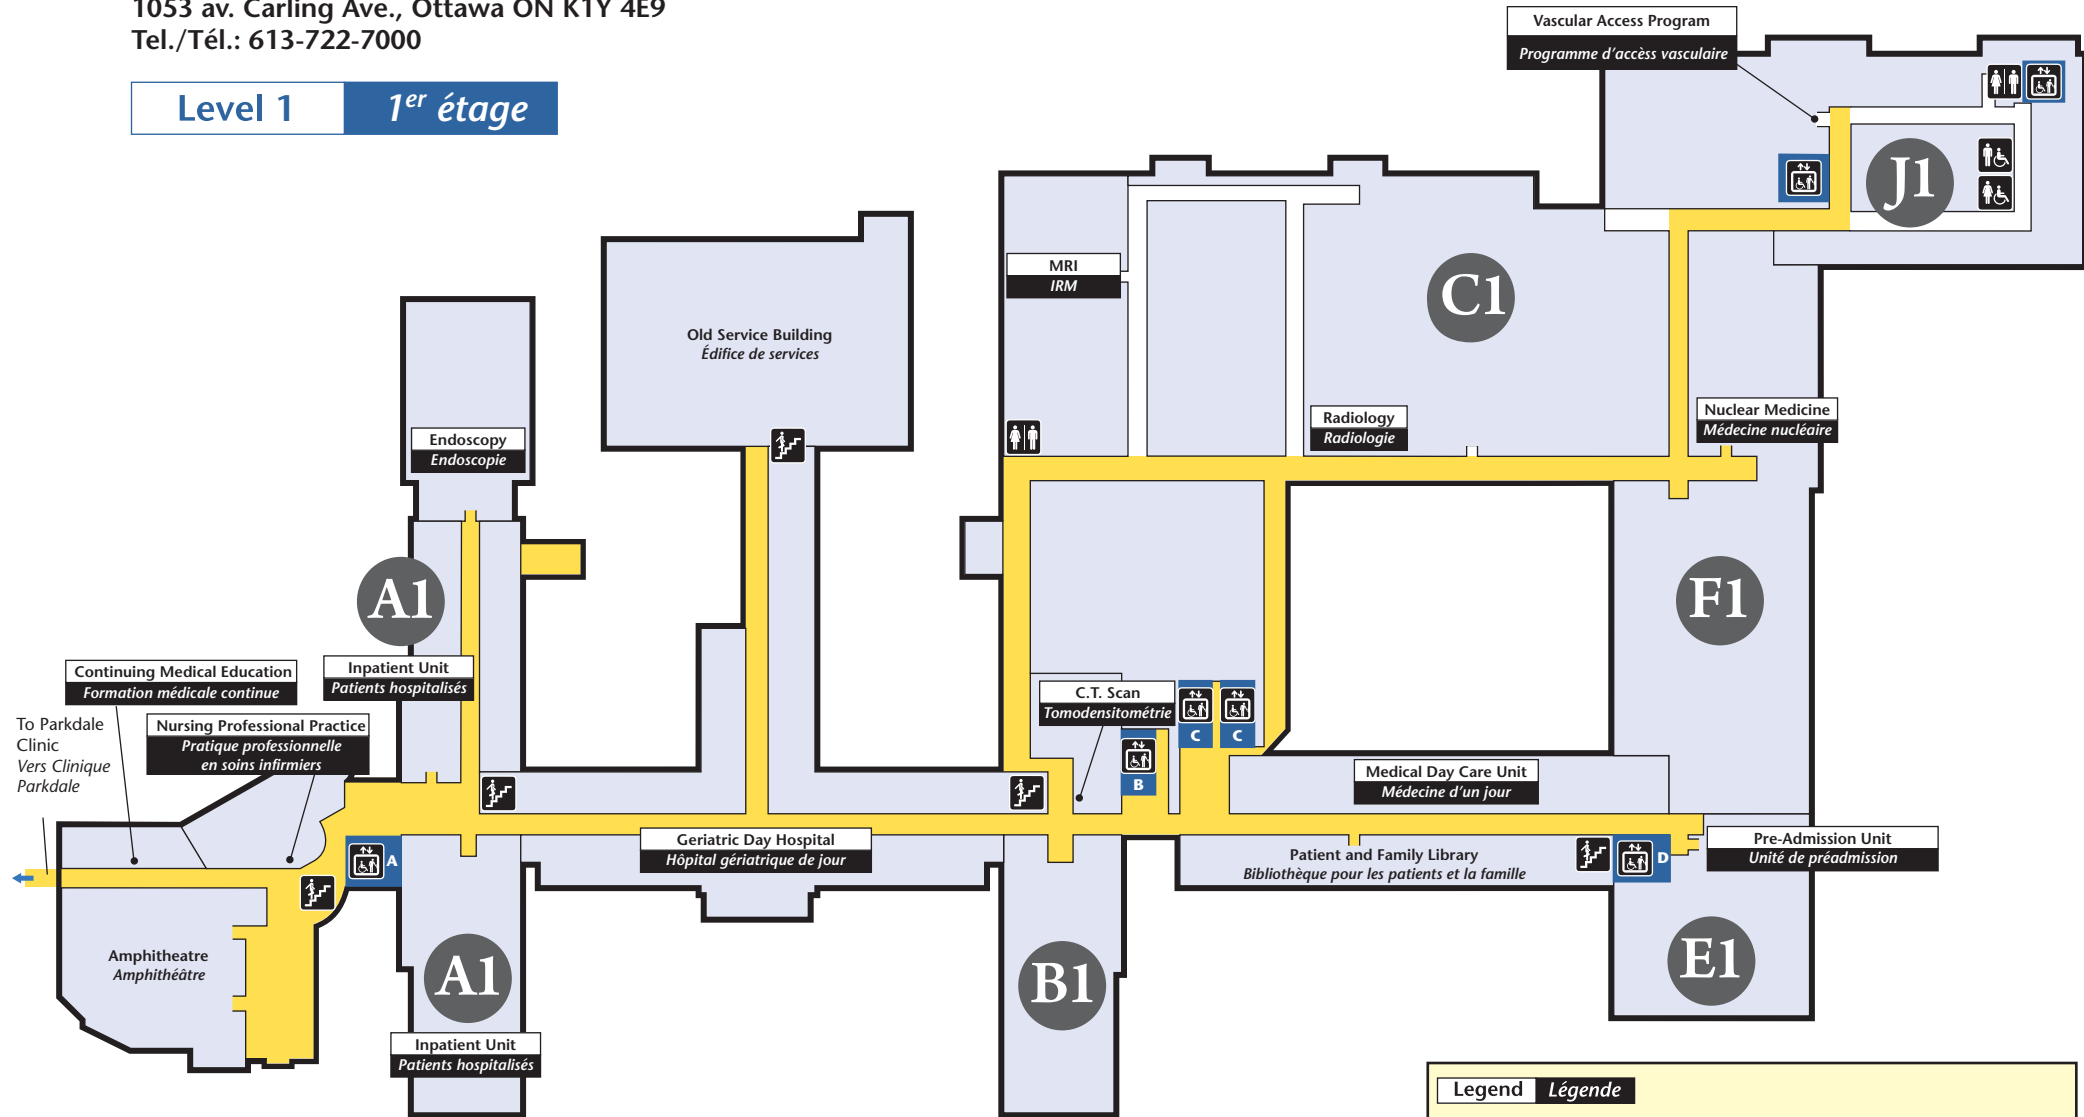 1053 av. Carling Ave., Ottawa ON K1Y 4E9
Tel./Tél.: 613-722-7000
Level 1
1er étage
Vascular Access Program
Programme d'accès vasculaire
J1
MRI
IRM
C1
Old Service Building
Édifice de services
Radiology
Radiologie
Nuclear Medicine
Médecine nucléaire
Endoscopy
Endoscopie
A1
F1
Inpatient Unit
Patients hospitalisés
Continuing Medical Education
Formation médicale continue
To Parkdale
Clinic
Vers Clinique
Parkdale
Nursing Professional Practice
Pratique professionnelle
en soins infirmiers
C.T. Scan
Tomodensitométrie
C
C
B
Medical Day Care Unit
Médecine d'un jour
Geriatric Day Hospital
Hôpital gériatrique de jour
A
Patient and Family Library
Bibliothèque pour les patients et la famille
D
Pre-Admission Unit
Unité de préadmission
Amphitheatre
Amphithéâtre
A1
B1
E1
Inpatient Unit
Patients hospitalisés
Legend
Légende